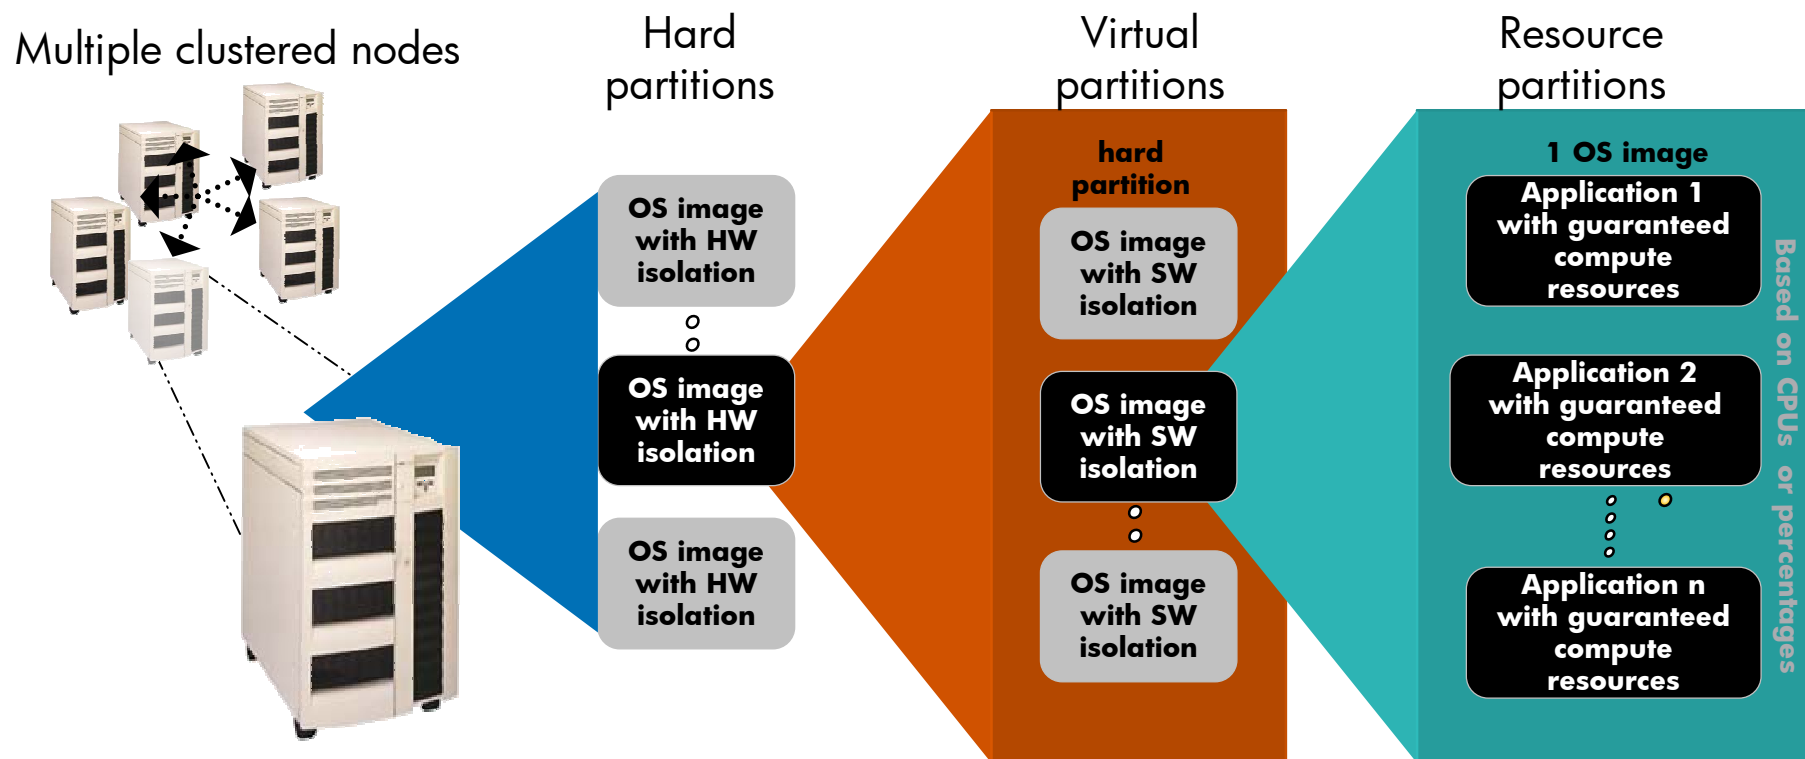 Multiple clustered nodes
Hard
partitions
OS image
with HW
isolation
OS image
with HW
isolation
OS image
with HW
isolation
Virtual
partitions
hard
partition
OS image
with SW
isolation
OS image
with SW
isolation
OS image
with SW
isolation
Resource
partitions
1 OS image
Application 1
with guaranteed
compute
resources
Application 2
with guaranteed
compute
resources
Application n
with guaranteed
compute
resources
Based on CPUs or percentages